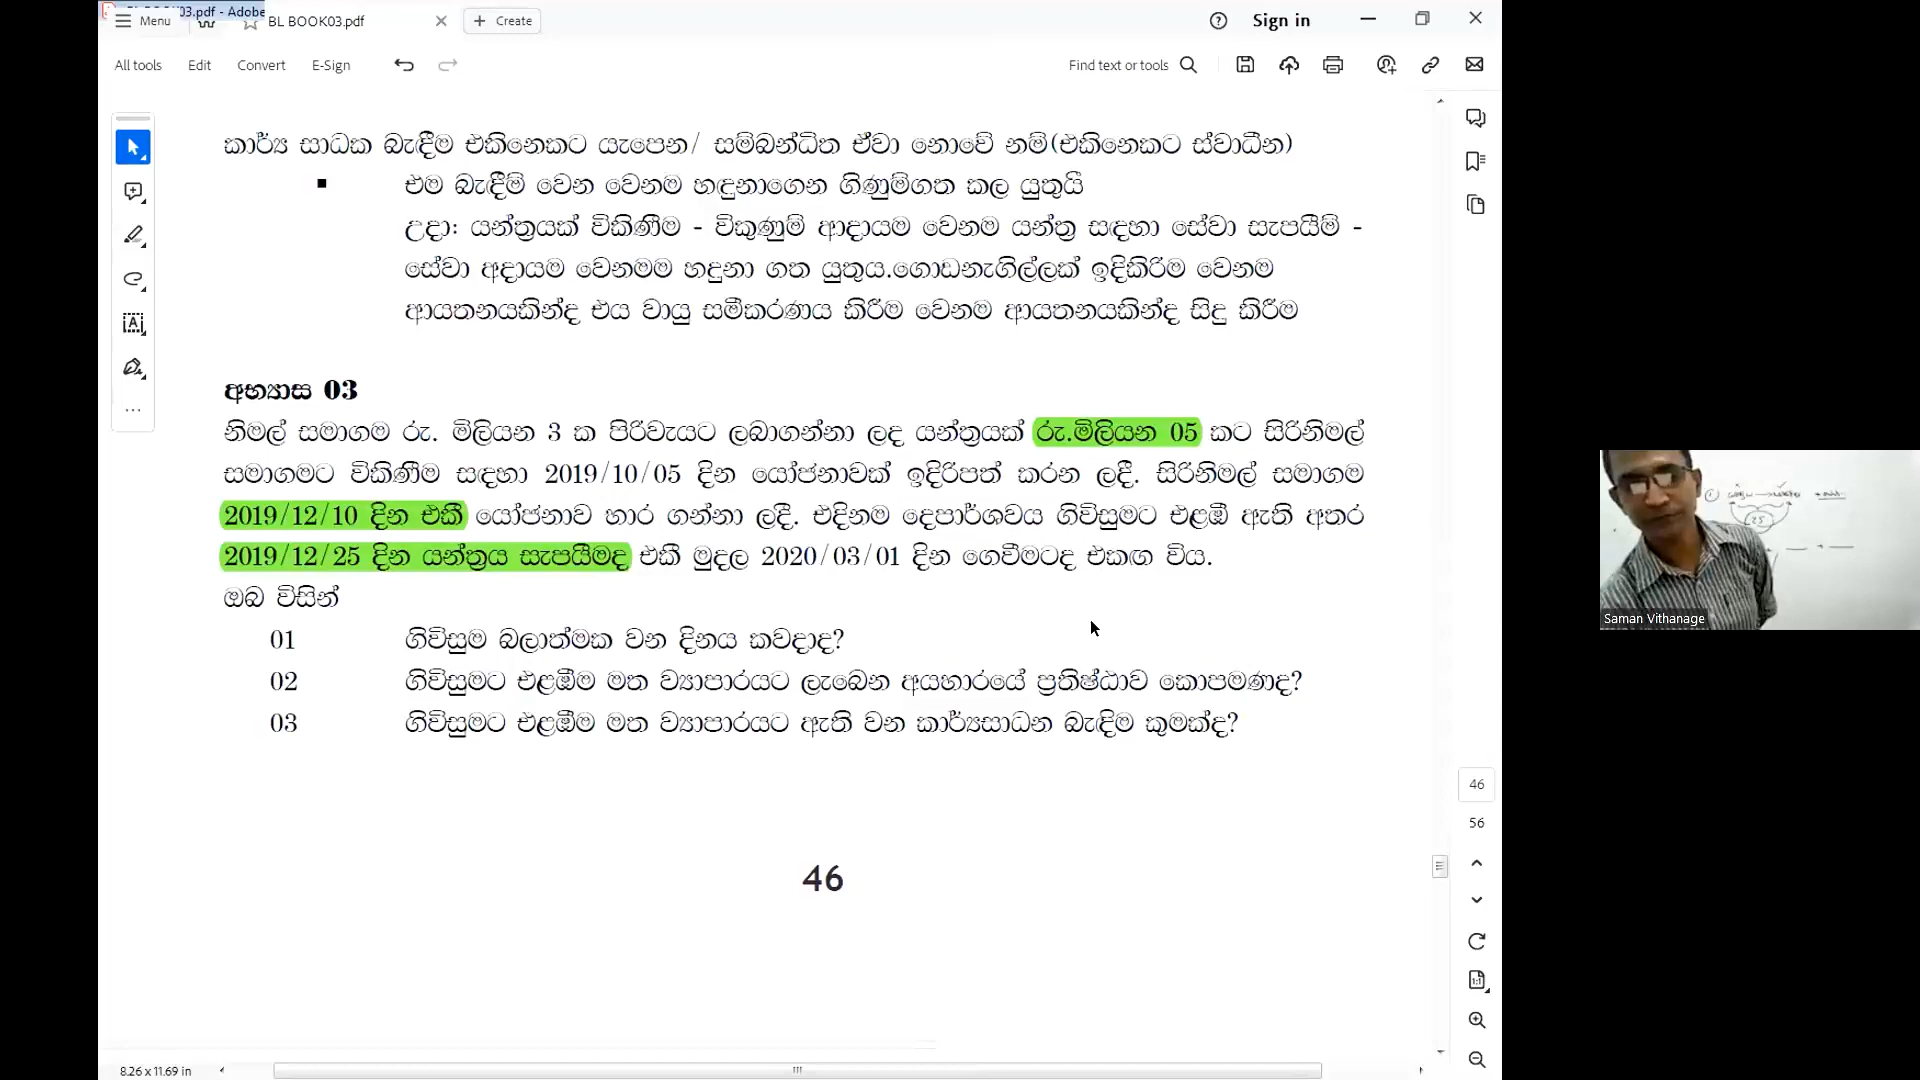 03.pdf - Adobe
Menu
BL BOOK03.pdf
Create
Sign in
All tools
Edit
Convert
E-Sign
Find text or tools
කාර්ය සාධක බැඳීම එකිනෙකට යැපෙන/ සම්බන්ධිත ඒවා නොවේ නම්(එකිනෙකට ස්වාධීන)
■ එම බැඳීම් වෙන වෙනම හඳුනාගෙන ගිණුම්ගත කල යුතුයි
උදා: යන්ත්‍රයක් විකිණීම - විකුණුම් ආදායම වෙනම යන්ත්‍ර සඳහා සේවා සැපයීම් -
සේවා අදායම වෙනමම හදුනා ගත යුතුය.ගොඩනැගිල්ලක් ඉදිකිරිම වෙනම
ආයතනයකින්ද එය වායු සමීකරණය කිරීම වෙනම ආයතනයකින්ද සිදු කිරීම
අභ්‍යාස 03
නිමල් සමාගම රු. මිලියන 3 ක පිරිවැයට ලබාගන්නා ලද යන්ත්‍රයක් රු.මිලියන 05 කට සිරිනිමල්
සමාගමට විකිණීම සඳහා 2019/10/05 දින යෝජනාවක් ඉදිරිපත් කරන ලදී. සිරිනිමල් සමාගම
2019/12/10 දින එකී යෝජනාව භාර ගන්නා ලදී. එදිනම දෙපාර්ශවය ගිවිසුමට එළඹී ඇති අතර
2019/12/25 දින යන්ත්‍රය සැපයීමද එකී මුදල 2020/03/01 දින ගෙවීමටද එකඟ විය.
ඔබ විසින්
01 ගිවිසුම බලාත්මක වන දිනය කවදාද?
02 ගිවිසුමට එළඹීම මත ව්‍යාපාරයට ලැබෙන අයභාරයේ ප්‍රතිෂ්ඨාව කොපමණද?
03 ගිවිසුමට එළඹීම මත ව්‍යාපාරයට ඇති වන කාර්යසාධන බැඳිම කුමක්ද?
46
46
56
8.26 x 11.69 in
Saman Vithanage